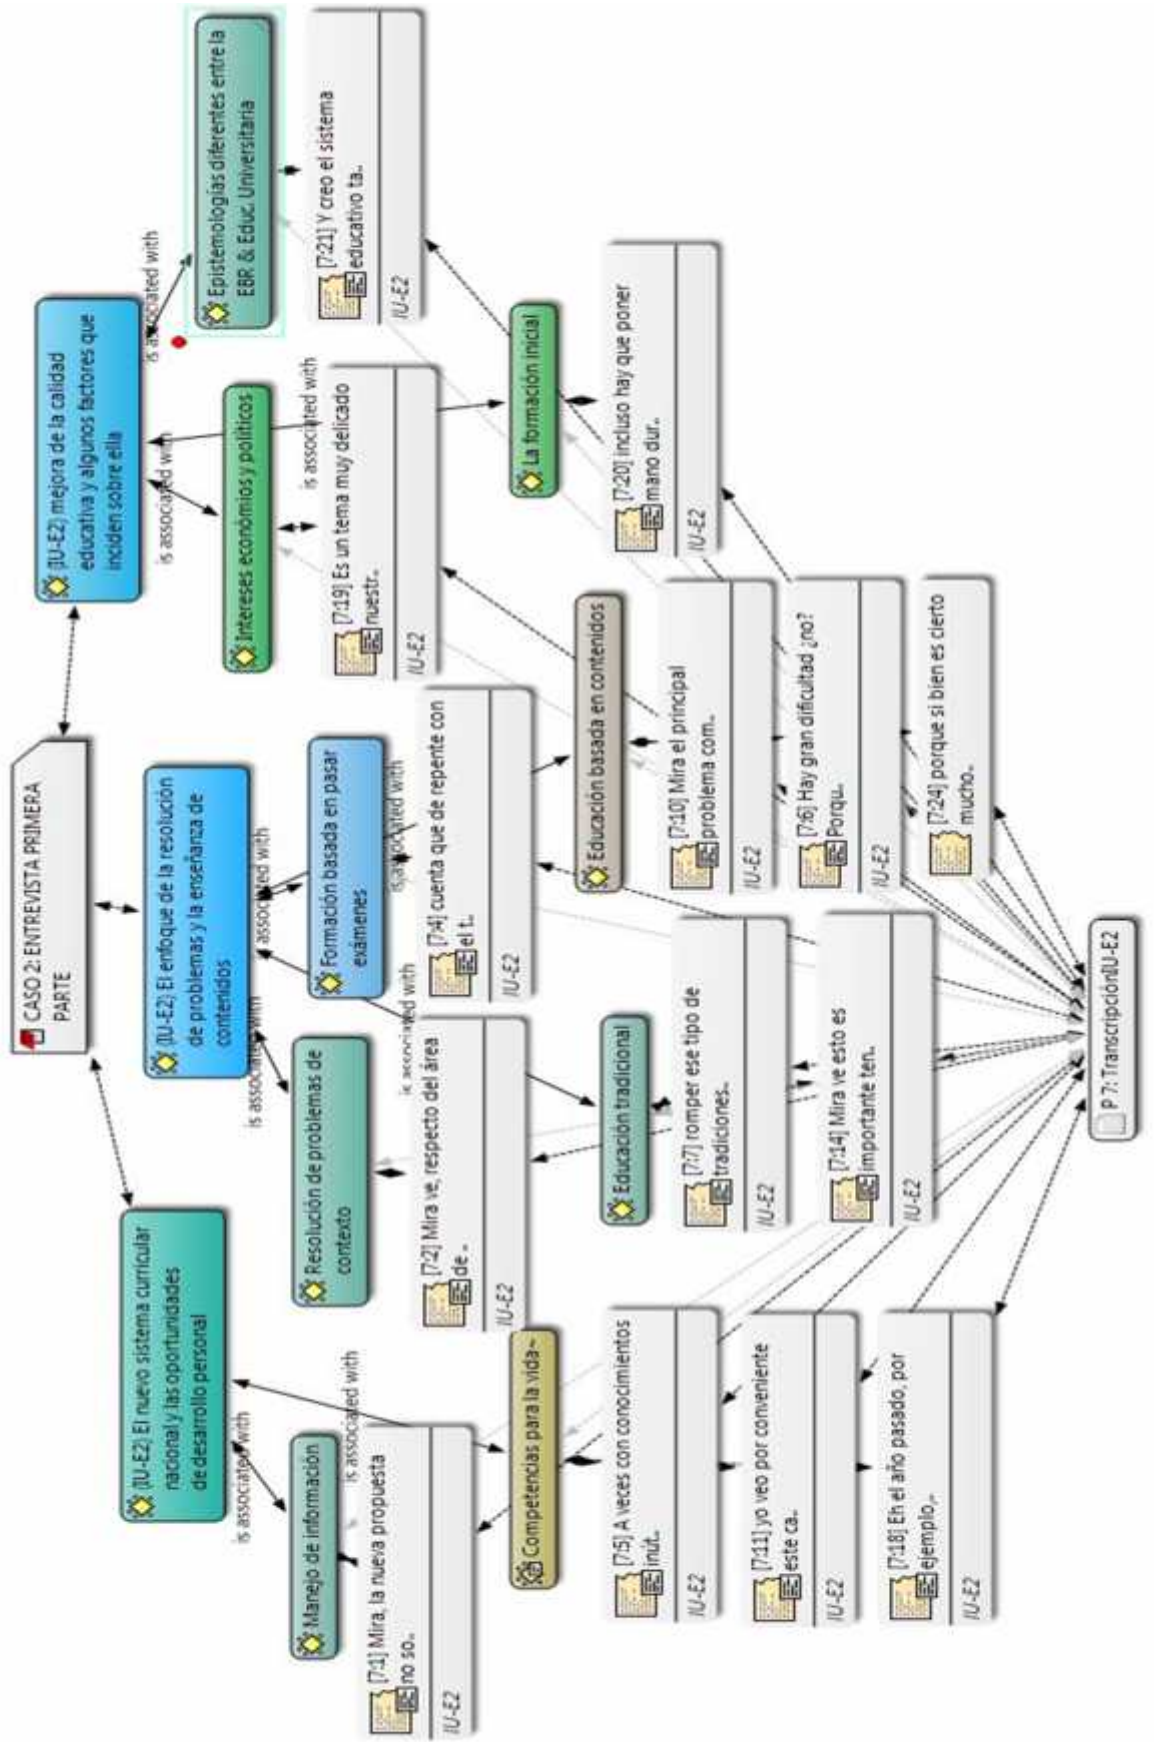 CASO 2: ENTREVISTA PRIMERA
PARTE
(IU-E2) El nuevo sistema curricular
nacional y las oportunidades
de desarrollo personal
is associated with
Manejo de información
[7:1] Mira, la nueva propuesta
no so..
IU-E2
is associated with
Competencias para la vida~
[7:5] A veces con conocimientos
inút..
IU-E2
[7:11] yo veo por conveniente
este ca..
IU-E2
[7:18] En el año pasado, por
ejemplo,..
IU-E2
(IU-E2) El enfoque de la resolución
de problemas y la enseñanza de
contenidos
is associated with
is associated with
Resolución de problemas de
contexto
[7:2] Mira ve, respecto del área
de ..
IU-E2
is associated with
Educación tradicional
[7:7] romper ese tipo de
tradiciones..
IU-E2
[7:14] Mira ve esto es
importante ten..
IU-E2
Formación basada en pasar
exámenes
is associated with
[7:4] cuenta que de repente con
el t..
IU-E2
Educación basada en contenidos
[7:10] Mira el principal
problema com..
IU-E2
[7:6] Hay gran dificultad ¿no?
Porqu..
IU-E2
[7:24] porque si bien es cierto
mucho..
(IU-E2) mejora de la calidad
educativa y algunos factores que
inciden sobre ella
is associated with
is associated with
Intereses económios y políticos
[7:19] Es un tema muy delicado
nuestr..
IU-E2
is associated with
La formación inicial
[7:20] incluso hay que poner
mano dur..
IU-E2
Epistemologías diferentes entre la
EBR & Educ. Universitaria
[7:21] Y creo el sistema
educativo ta..
IU-E2
P 7: TranscripciónIU-E2